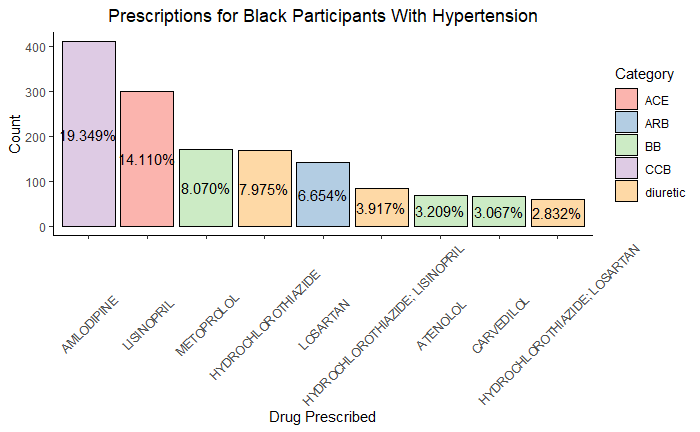 Prescriptions for Black Participants With Hypertension
Count
400
300
200
100
0
19.349%
14.110%
8.070%
7.975%
6.654%
3.917%
3.209%
3.067%
2.832%
AMLODIPINE
LISINOPRIL
METOPROLOL
HYDROCHLOROTHIAZIDE
LOSARTAN
HYDROCHLOROTHIAZIDE; LISINOPRIL
ATENOLOL
CARVEDILOL
HYDROCHLOROTHIAZIDE; LOSARTAN
Drug Prescribed
Category
ACE
ARB
BB
CCB
diuretic